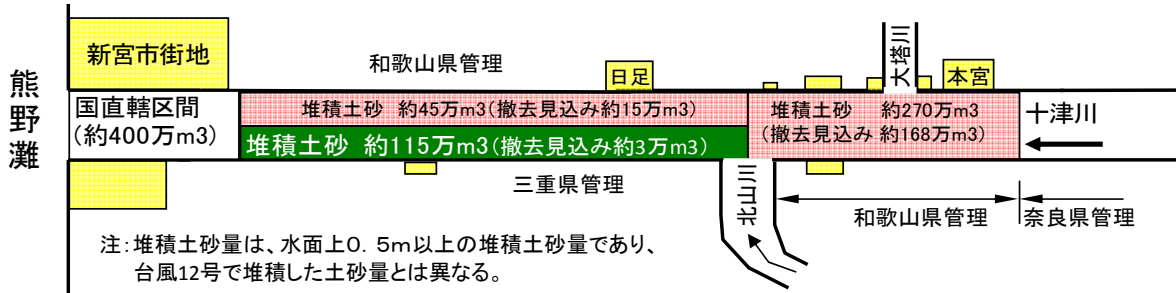 熊野灘
新宮市街地
和歌山県管理
日足
大塔川
本宮
国直轄区間
(約400万m3)
堆積土砂 約45万m3(撤去見込み約15万m3)
堆積土砂 約115万m3(撤去見込み約3万m3)
堆積土砂 約270万m3
(撤去見込み 約168万m3)
十津川
三重県管理
北山川
和歌山県管理
奈良県管理
注:堆積土砂量は、水面上0.5m以上の堆積土砂量であり、
台風12号で堆積した土砂量とは異なる。